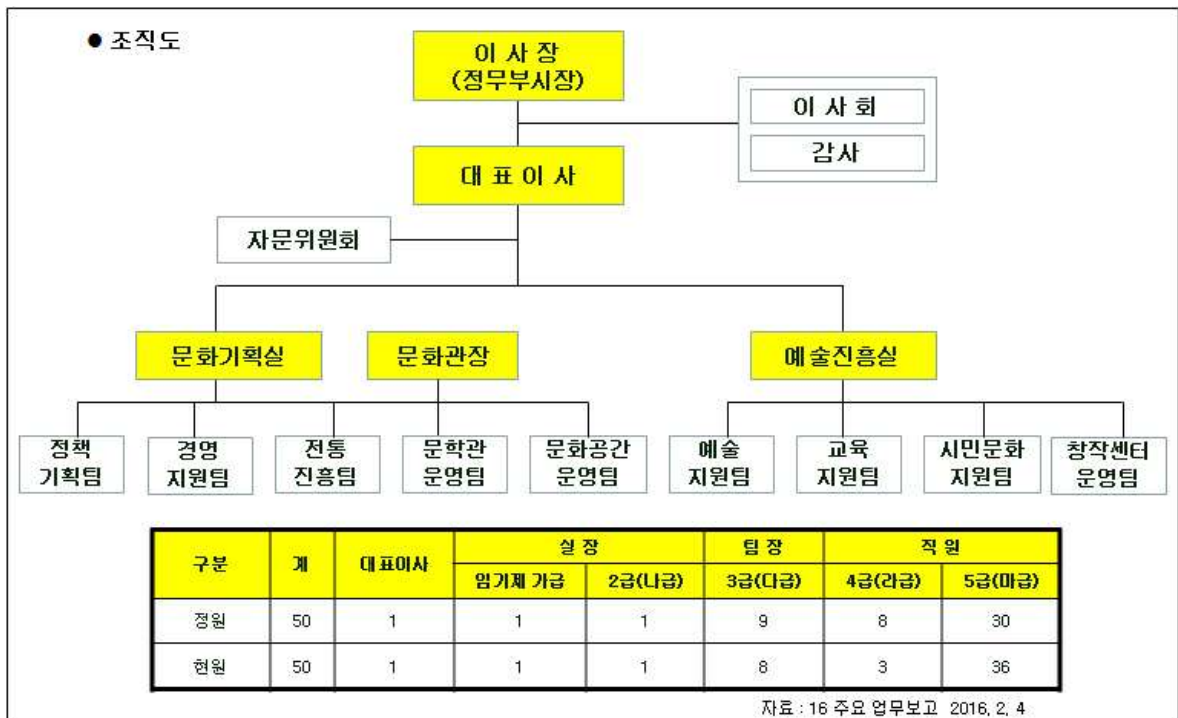 ● 조직도
이 사 장
(정무부시장)
이 사 회
감사
대 표 이 사
자문위원회
문화기획실 문화관장 예술진흥실
정책
기획팀
경영
지원팀
전통
진흥팀
문학관
운영팀
문화공간
운영팀
예술
지원팀
교육
지원팀
시민문화
지원팀
창작센터
운영팀
구분 계 대표이사 실 장 팀 장 직 원
임기제 가급 2급(나급) 3급(다급) 4급(라급) 5급(마급)
정원 50 1 1 1 9 8 30
현원 50 1 1 1 8 3 36
자료 : 16 주요 업무보고 2016, 2, 4